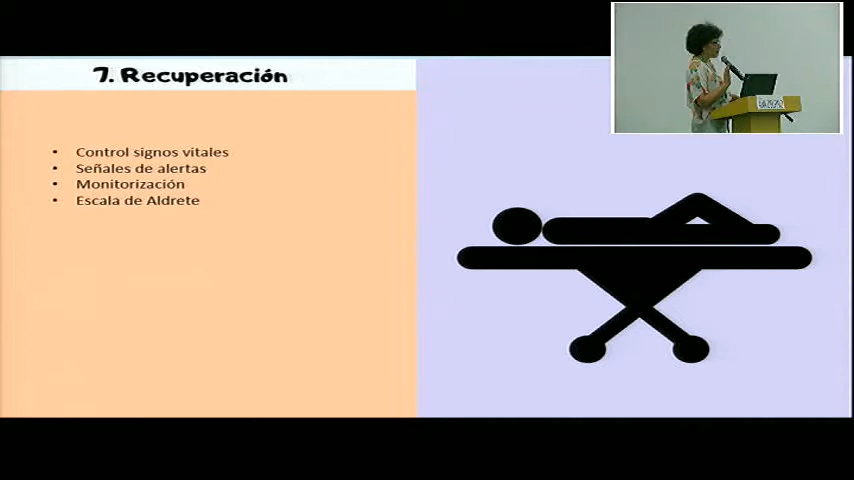 7. Recuperación
• Control signos vitales
• Señales de alertas
• Monitorización
• Escala de Aldrete